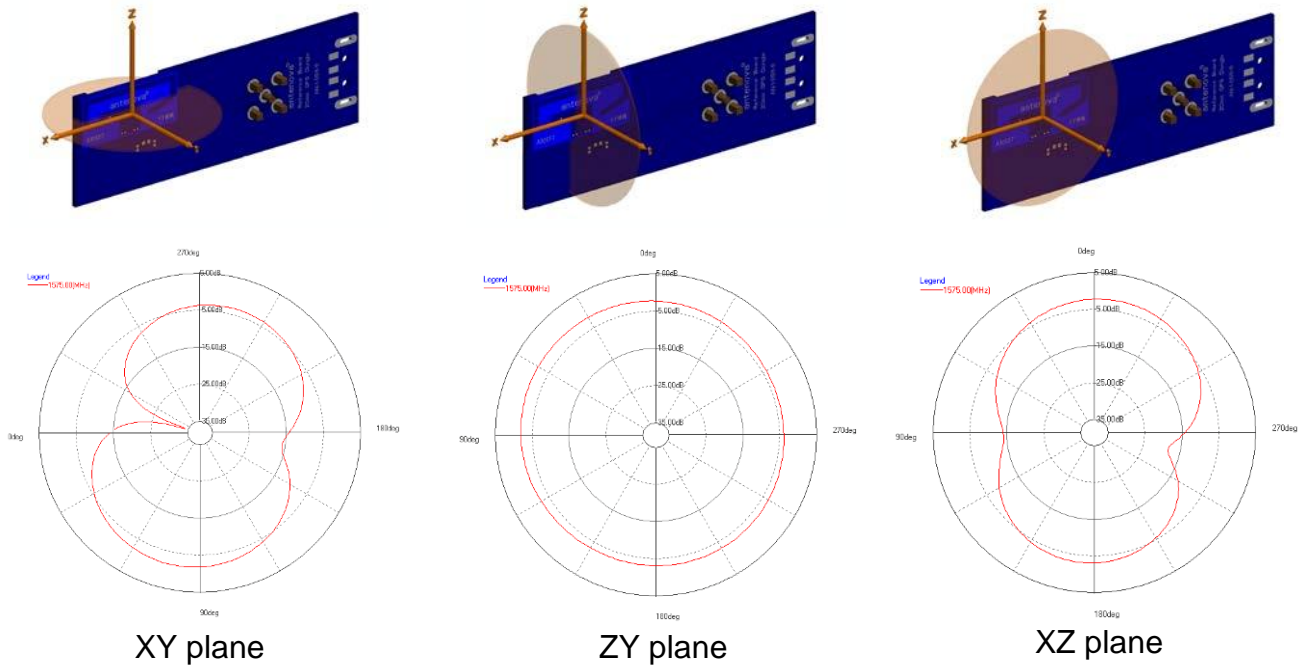 Z
X
antenova
Z
X
Z
X
antenova
270deg
Legend
1575.00(MHz)
5.00dB
-5.00dB
-15.00dB
-25.00dB
-35.00dB
0deg
180deg
90deg
XY plane
0deg
Legend
1575.00(MHz)
5.00dB
-5.00dB
-15.00dB
-25.00dB
-35.00dB
90deg
270deg
180deg
ZY plane
0deg
Legend
1575.00(MHz)
5.00dB
-5.00dB
-15.00dB
-25.00dB
-35.00dB
90deg
270deg
180deg
XZ plane